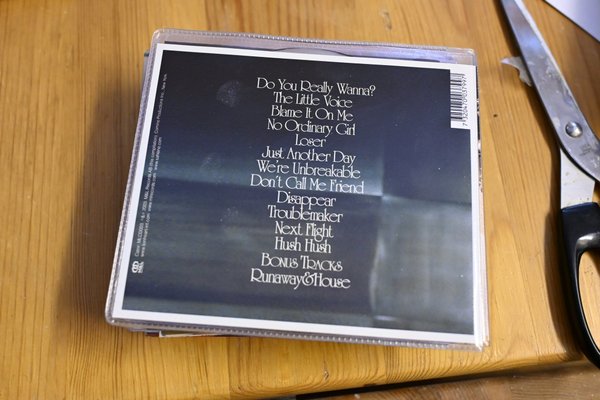 Do You Really Wanna?
The Little Voice
Blame It On Me
No Ordinary Girl
Loser
Just Another Day
We're Unbreakable
Don't Call Me Friend
Disappear
Troublemaker
Next Flight
Hush Hush
Bonus Tracks
Runaway&House